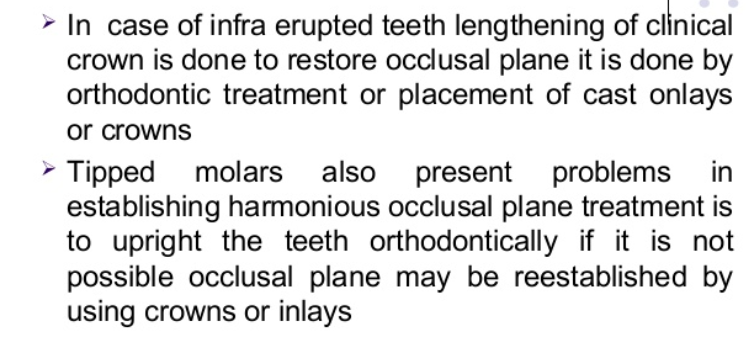 In case of infra erupted teeth lengthening of clinical
crown is done to restore occlusal plane it is done by
orthodontic treatment or placement of cast onlays
or crowns
Tipped molars also present problems in
establishing harmonious occlusal plane treatment is
to upright the teeth orthodontically if it is not
possible occlusal plane may be reestablished by
using crowns or inlays